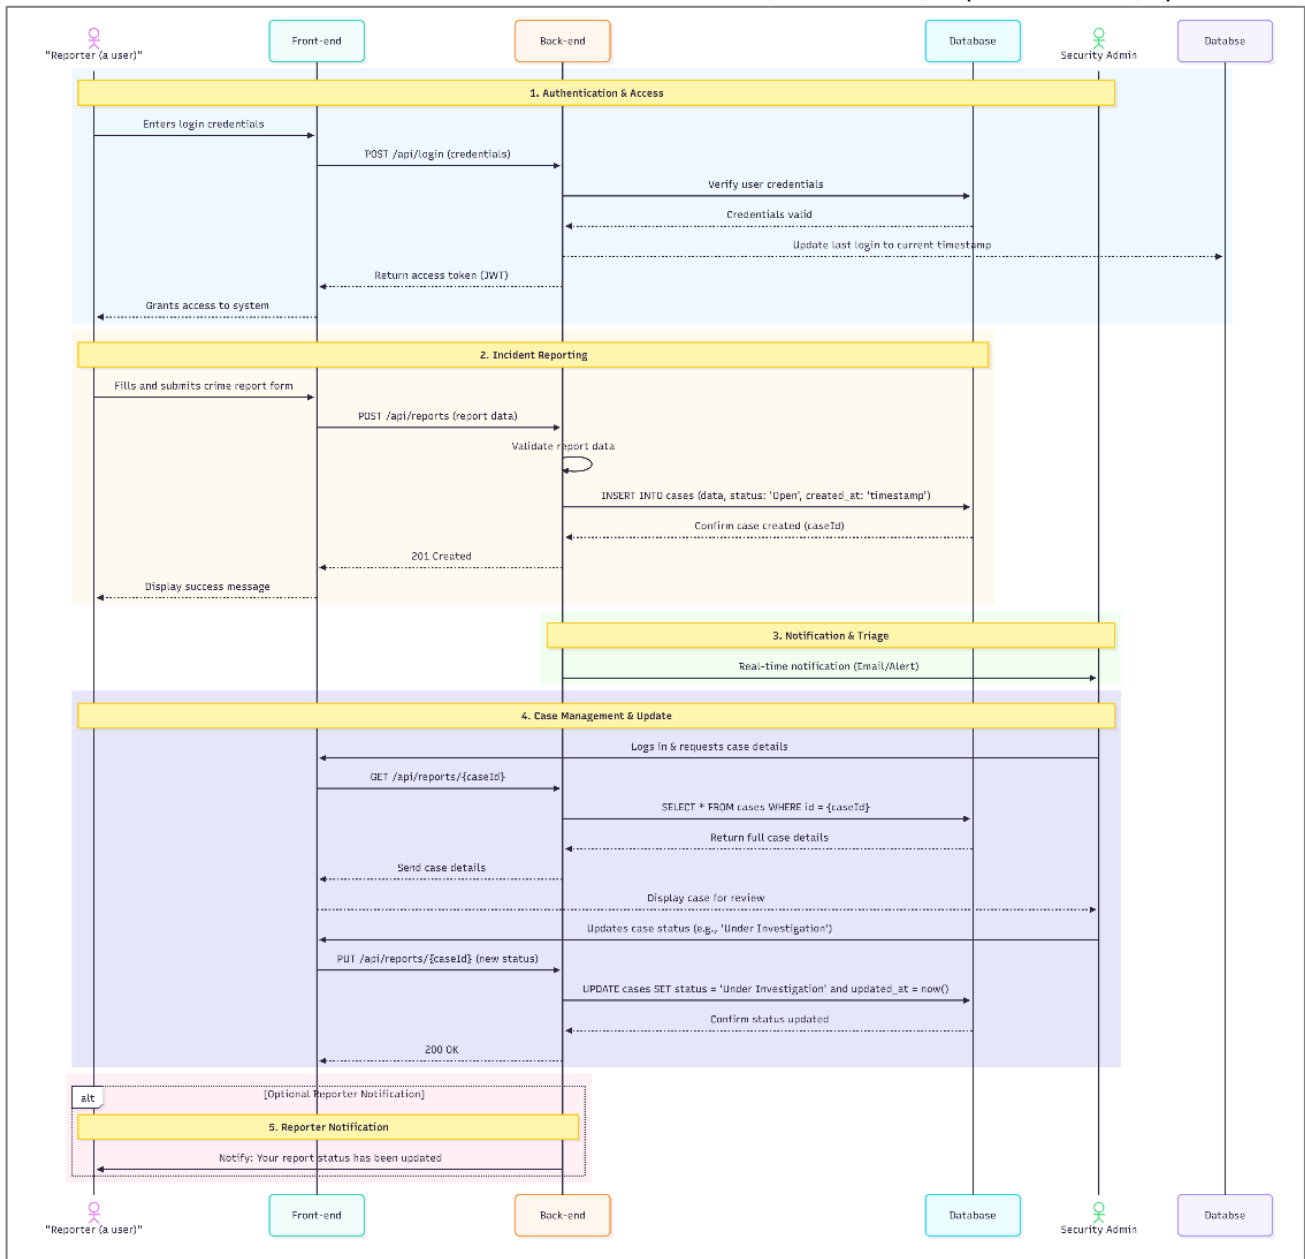 "Reporter (a user)"
Front-end
Back-end
Database
Security Admin
Databse
1. Authentication & Access
Enters login credentials
POST /api/login (credentials)
Verify user credentials
Credentials valid
Update last login to current timestamp
Return access token (JWT)
Grants access to system
2. Incident Reporting
Fills and submits crime report form
POST /api/reports (report data)
Validate report data
INSERT INTO cases (data, status: 'Open', created_at: 'timestamp')
Confirm case created (caseId)
201 Created
Display success message
3. Notification & Triage
Real-time notification (Email/Alert)
4. Case Management & Update
Logs in & requests case details
GET /api/reports/{caseId}
SELECT * FROM cases WHERE id = {caseId}
Return full case details
Send case details
Display case for review
Updates case status (e.g., 'Under Investigation')
PUT /api/reports/{caseId} (new status)
UPDATE cases SET status = 'Under Investigation' and updated_at = now()
Confirm status updated
200 OK
alt
[Optional Reporter Notification]
5. Reporter Notification
Notify: Your report status has been updated
"Reporter (a user)"
Front-end
Back-end
Database
Security Admin
Databse